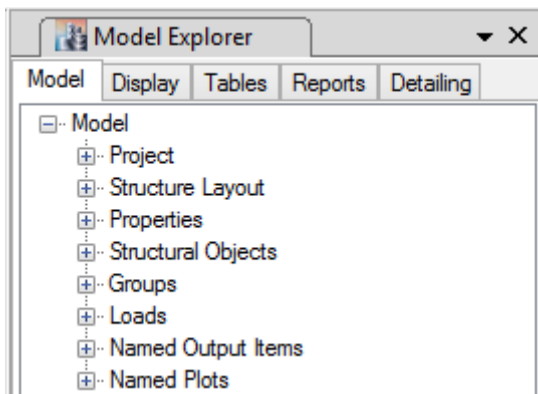 Model Explorer
Model Display Tables Reports Detailing
Model
Project
Structure Layout
Properties
Structural Objects
Groups
Loads
Named Output Items
Named Plots